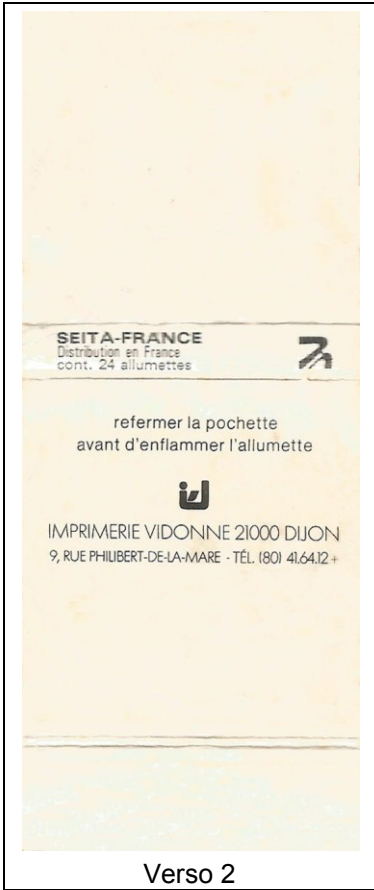 SEITA-FRANCE
Distribution en France
cont. 24 allumettes
refermer la pochette
avant d'enflammer l'allumette
IMPRIMERIE VIDONNE 21000 DIJON
9, RUE PHILIBERT-DE-LA-MARE - TÉL. (80) 41.64.12 +
Verso 2